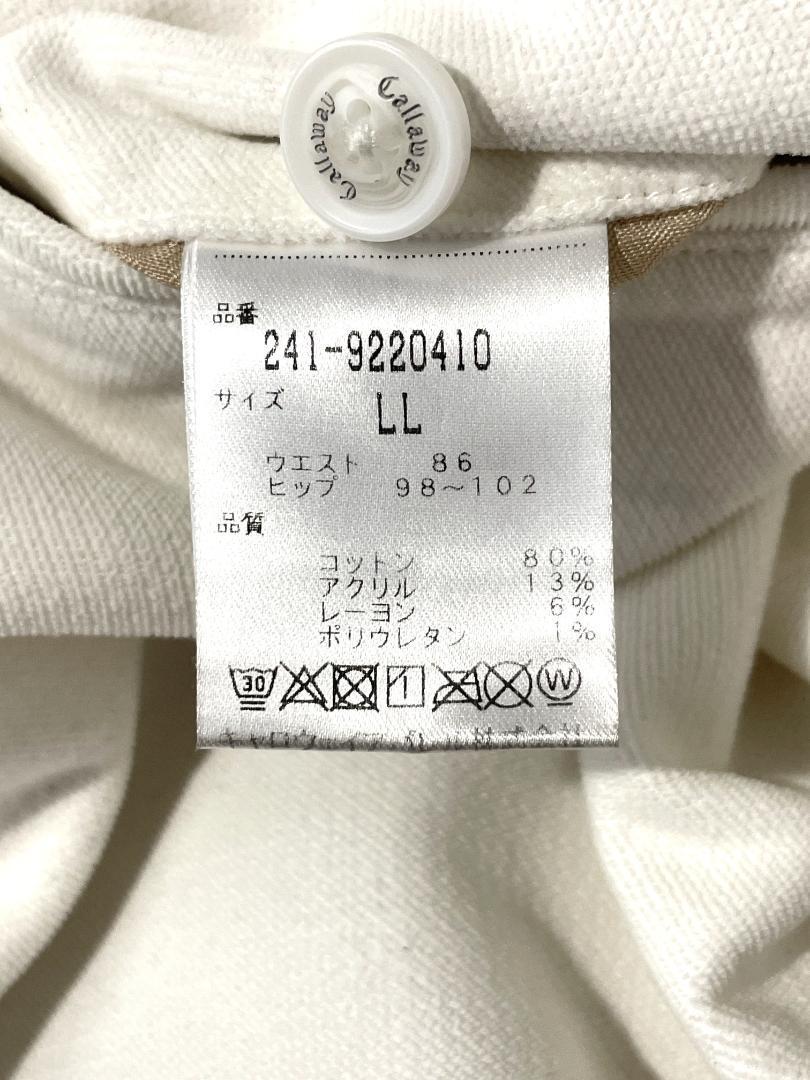 Callaway
Callaway
品番
241-9220410
サイズ
LL
ウエスト 86
ヒップ 98～102
品質
コットン 80%
アクリル 13%
レーヨン 6%
ポリウレタン 1%
30
1
W